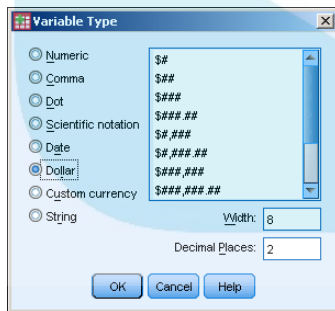 Variable Type
Numeric
Comma
Dot
Scientific notation
Date
Dollar
Custom currency
String
$#
$##
$###
$###.##
$#,###
$#,###.##
$###,###
$###,###.##
Width: 8
Decimal Places: 2
OK Cancel Help